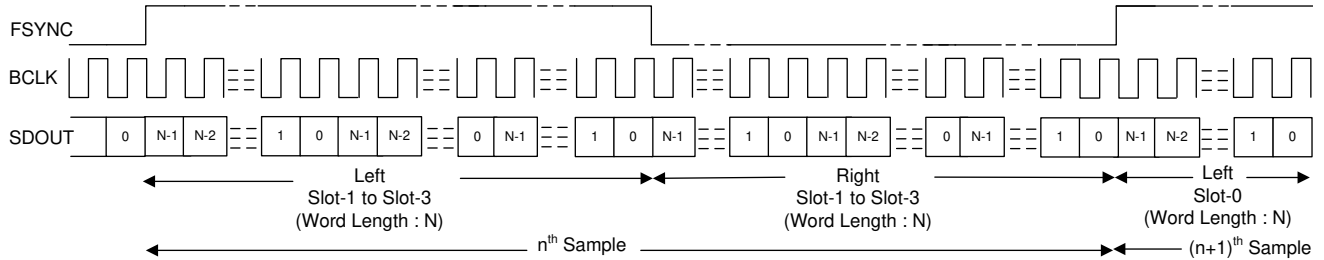 FSYNC
BCLK
SDOUT 0 N-1 N-2 1 0 N-1 N-2 0 N-1 1 0 N-1 1 0 N-1 N-2 0 N-1 1 0 N-1 N-2 1 0
Left Right Left
Slot-1 to Slot-3 Slot-1 to Slot-3 Slot-0
(Word Length : N) (Word Length : N) (Word Length : N)
nth Sample (n+1)th Sample